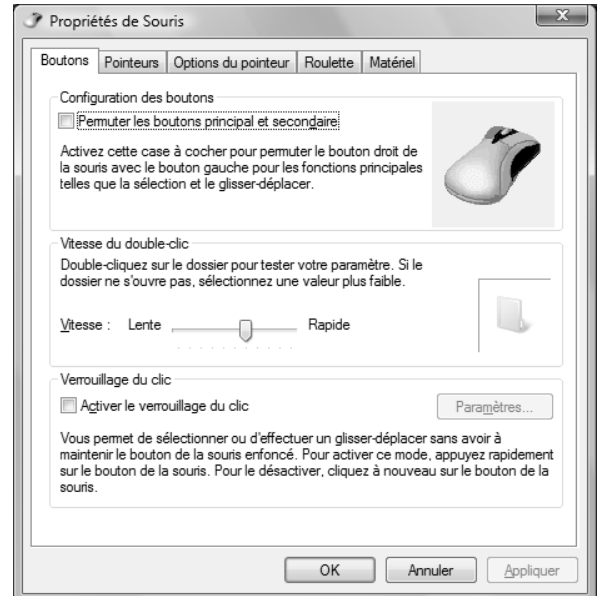 Propriétés de Souris
Boutons Pointeurs Options du pointeur Roulette Matériel
Configuration des boutons
Permuter les boutons principal et secondaire
Activez cette case à cocher pour permuter le bouton droit de
la souris avec le bouton gauche pour les fonctions principales
telles que la sélection et le glisser-déplacer.
Vitesse du double-clic
Double-cliquez sur le dossier pour tester votre paramètre. Si le
dossier ne s'ouvre pas, sélectionnez une valeur plus faible.
Vitesse : Lente Rapide
Verrouillage du clic
Activer le verrouillage du clic Paramètres...
Vous permet de sélectionner ou d'effectuer un glisser-déplacer sans avoir à
maintenir le bouton de la souris enfoncé. Pour activer ce mode, appuyez rapidement
sur le bouton de la souris. Pour le désactiver, cliquez à nouveau sur le bouton de la
souris.
OK Annuler Appliquer